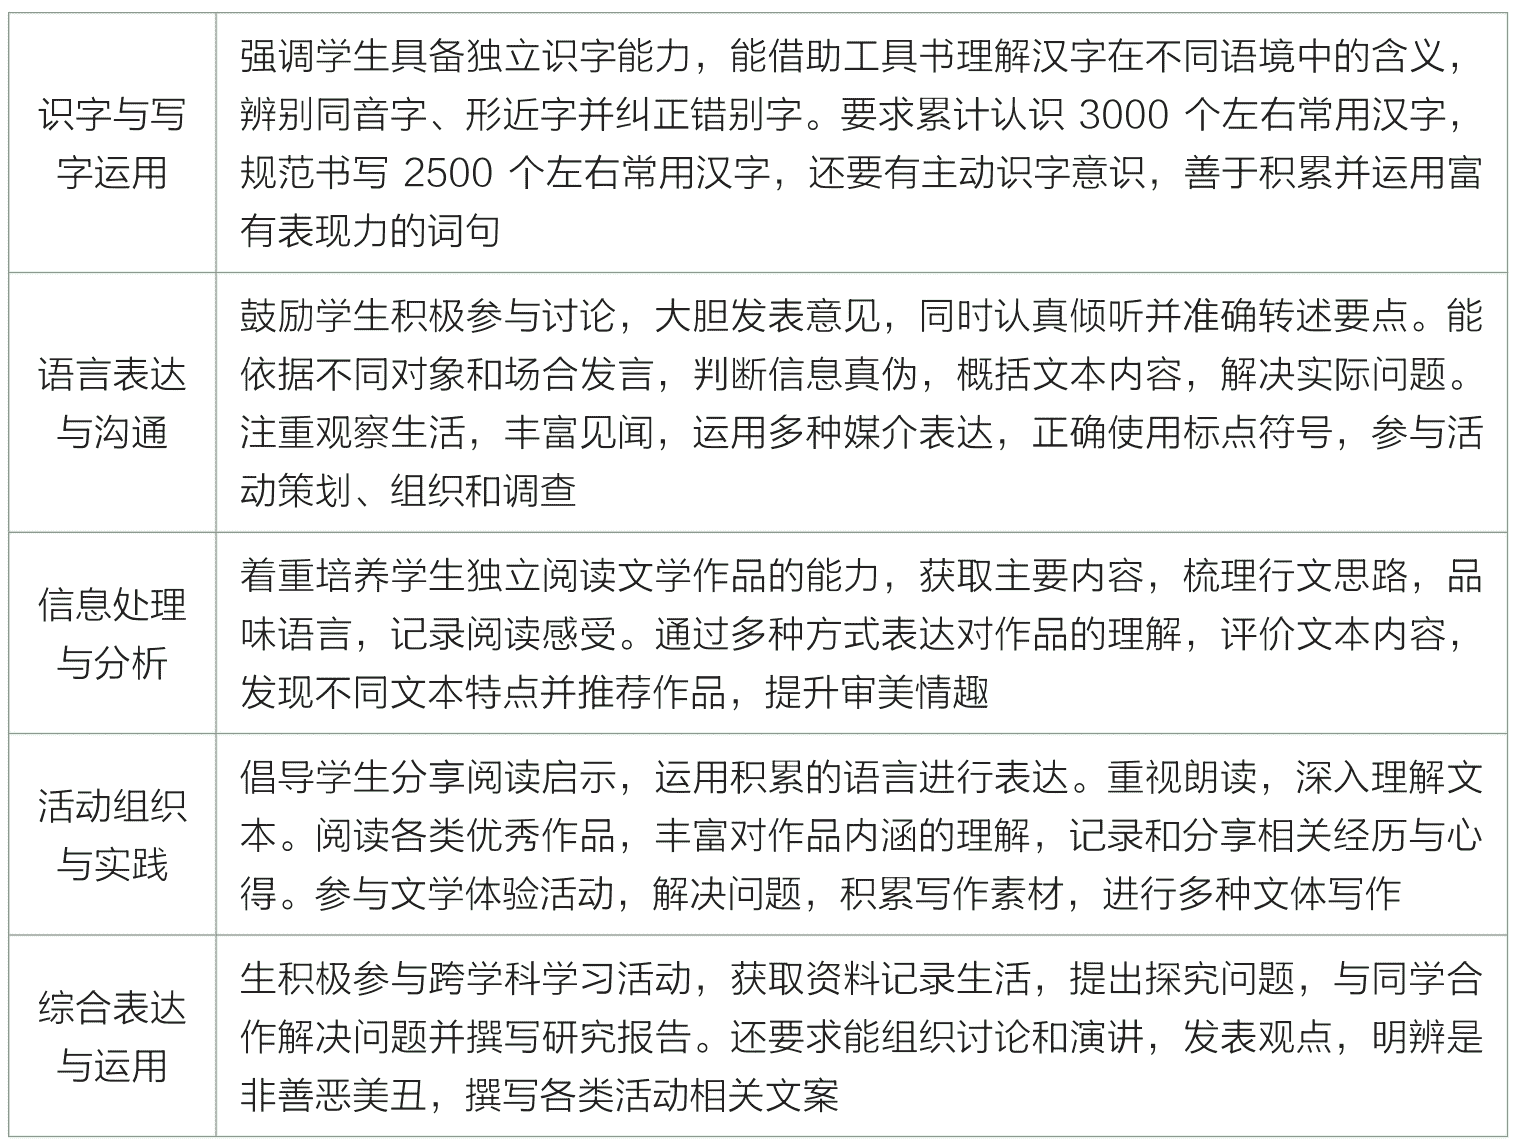 识字与写
字运用
强调学生具备独立识字能力，能借助工具书理解汉字在不同语境中的含义，
辨别同音字、形近字并纠正错别字。要求累计认识 3000 个左右常用汉字，
规范书写 2500 个左右常用汉字，还要有主动识字意识，善于积累并运用富
有表现力的词句
语言表达
与沟通
鼓励学生积极参与讨论，大胆发表意见，同时认真倾听并准确转述要点。能
依据不同对象和场合发言，判断信息真伪，概括文本内容，解决实际问题。
注重观察生活，丰富见闻，运用多种媒介表达，正确使用标点符号，参与活
动策划、组织和调查
信息处理
与分析
着重培养学生独立阅读文学作品的能力，获取主要内容，梳理行文思路，品
味语言，记录阅读感受。通过多种方式表达对作品的理解，评价文本内容，
发现不同文本特点并推荐作品，提升审美情趣
活动组织
与实践
倡导学生分享阅读启示，运用积累的语言进行表达。重视朗读，深入理解文
本。阅读各类优秀作品，丰富对作品内涵的理解，记录和分享相关经历与心
得。参与文学体验活动，解决问题，积累写作素材，进行多种文体写作
综合表达
与运用
生积极参与跨学科学习活动，获取资料记录生活，提出探究问题，与同学合
作解决问题并撰写研究报告。还要求能组织讨论和演讲，发表观点，明辨是
非善恶美丑，撰写各类活动相关文案